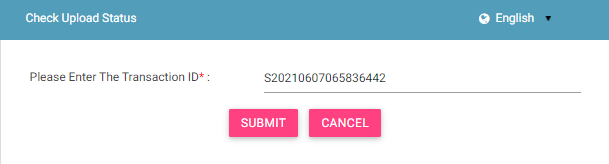 Check Upload Status English
Please Enter The Transaction ID* : S20210607065836442
SUBMIT CANCEL